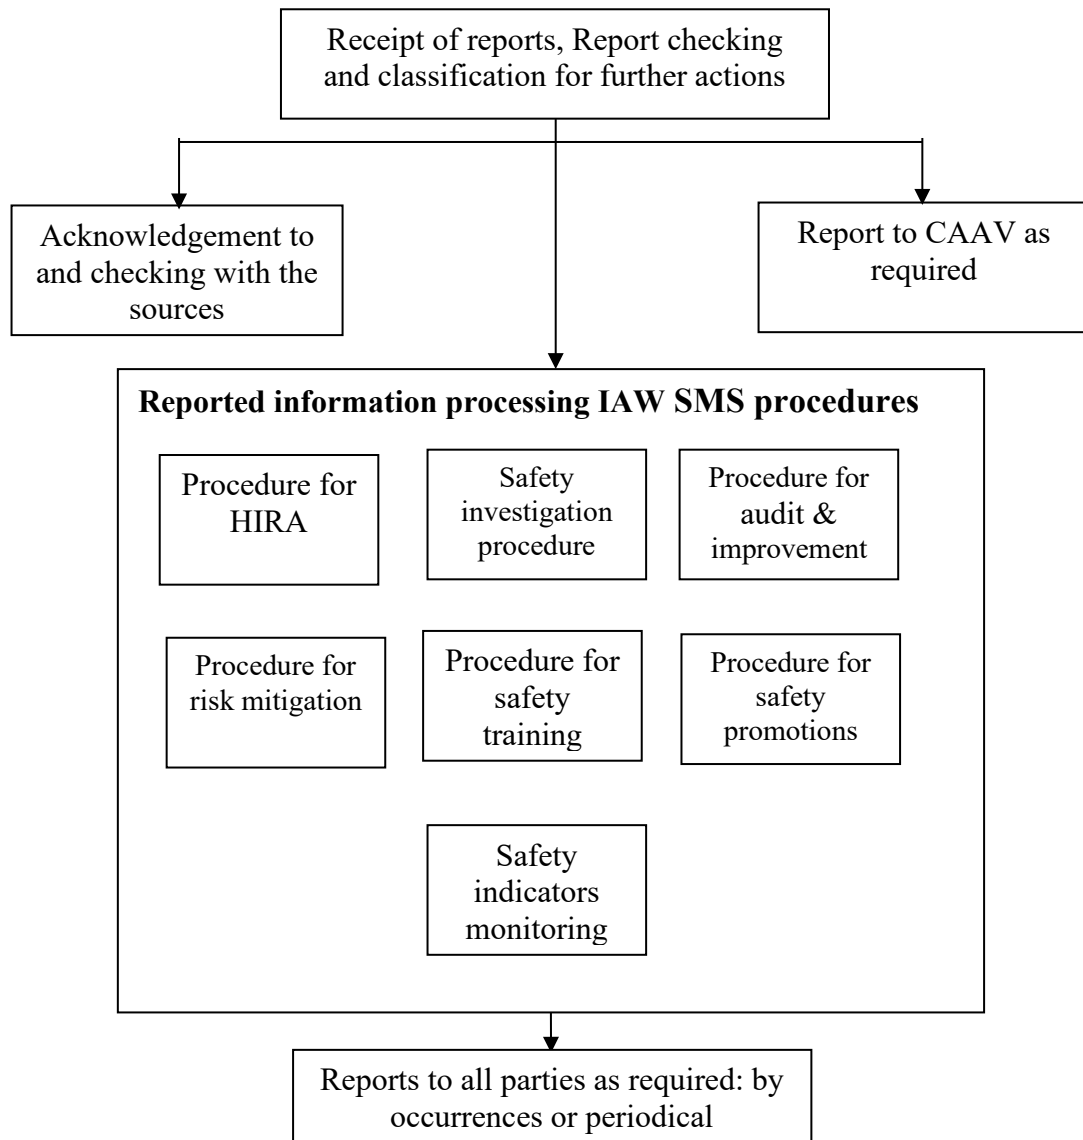 Receipt of reports, Report checking
and classification for further actions
Acknowledgement to
and checking with the
sources
Report to CAAV as
required
Reported information processing IAW SMS procedures
Procedure for
HIRA
Safety
investigation
procedure
Procedure for
audit &
improvement
Procedure for
risk mitigation
Procedure for
safety
training
Procedure for
safety
promotions
Safety
indicators
monitoring
Reports to all parties as required: by
occurrences or periodical